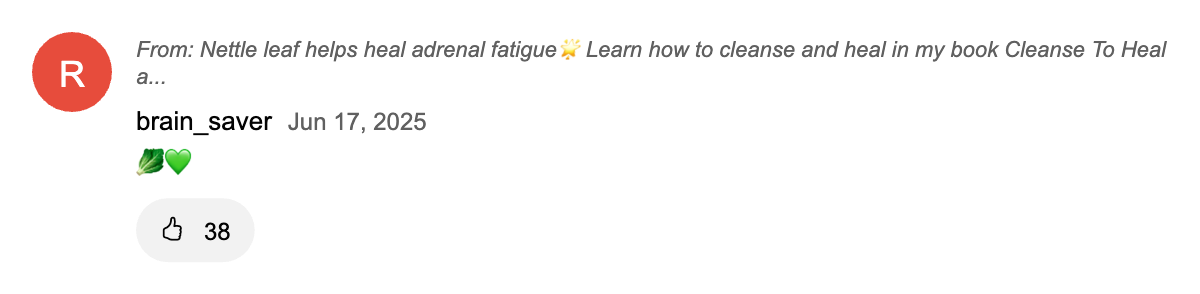 R
From: Nettle leaf helps heal adrenal fatigue🌟 Learn how to cleanse and heal in my book Cleanse To Heal
a...
brain_saver Jun 17, 2025
🥬💚
38